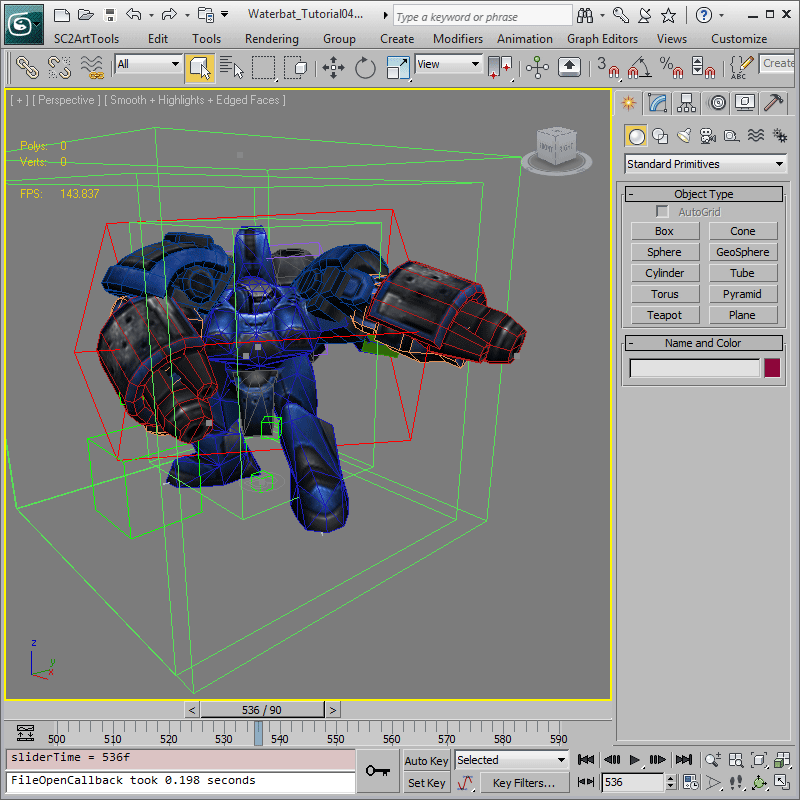 Waterbat_Tutorial04...
Type a keyword or phrase
SC2ArtTools Edit Tools Rendering Group Create Modifiers Animation Graph Editors Views Customize
All
View
3
%
ABC
Create
[ + ] [ Perspective ] [ Smooth + Highlights + Edged Faces ]
Polys: 0
Verts: 0
FPS: 143.837
FRONT RIGHT
z
y
x
Standard Primitives
- Object Type
AutoGrid
Box Cone
Sphere GeoSphere
Cylinder Tube
Torus Pyramid
Teapot Plane
- Name and Color
< 536 / 90 >
500 510 520 530 540 550 560 570 580 590
sliderTime = 536f
FileOpenCallback took 0.198 seconds
Auto Key Selected
Set Key Key Filters...
536